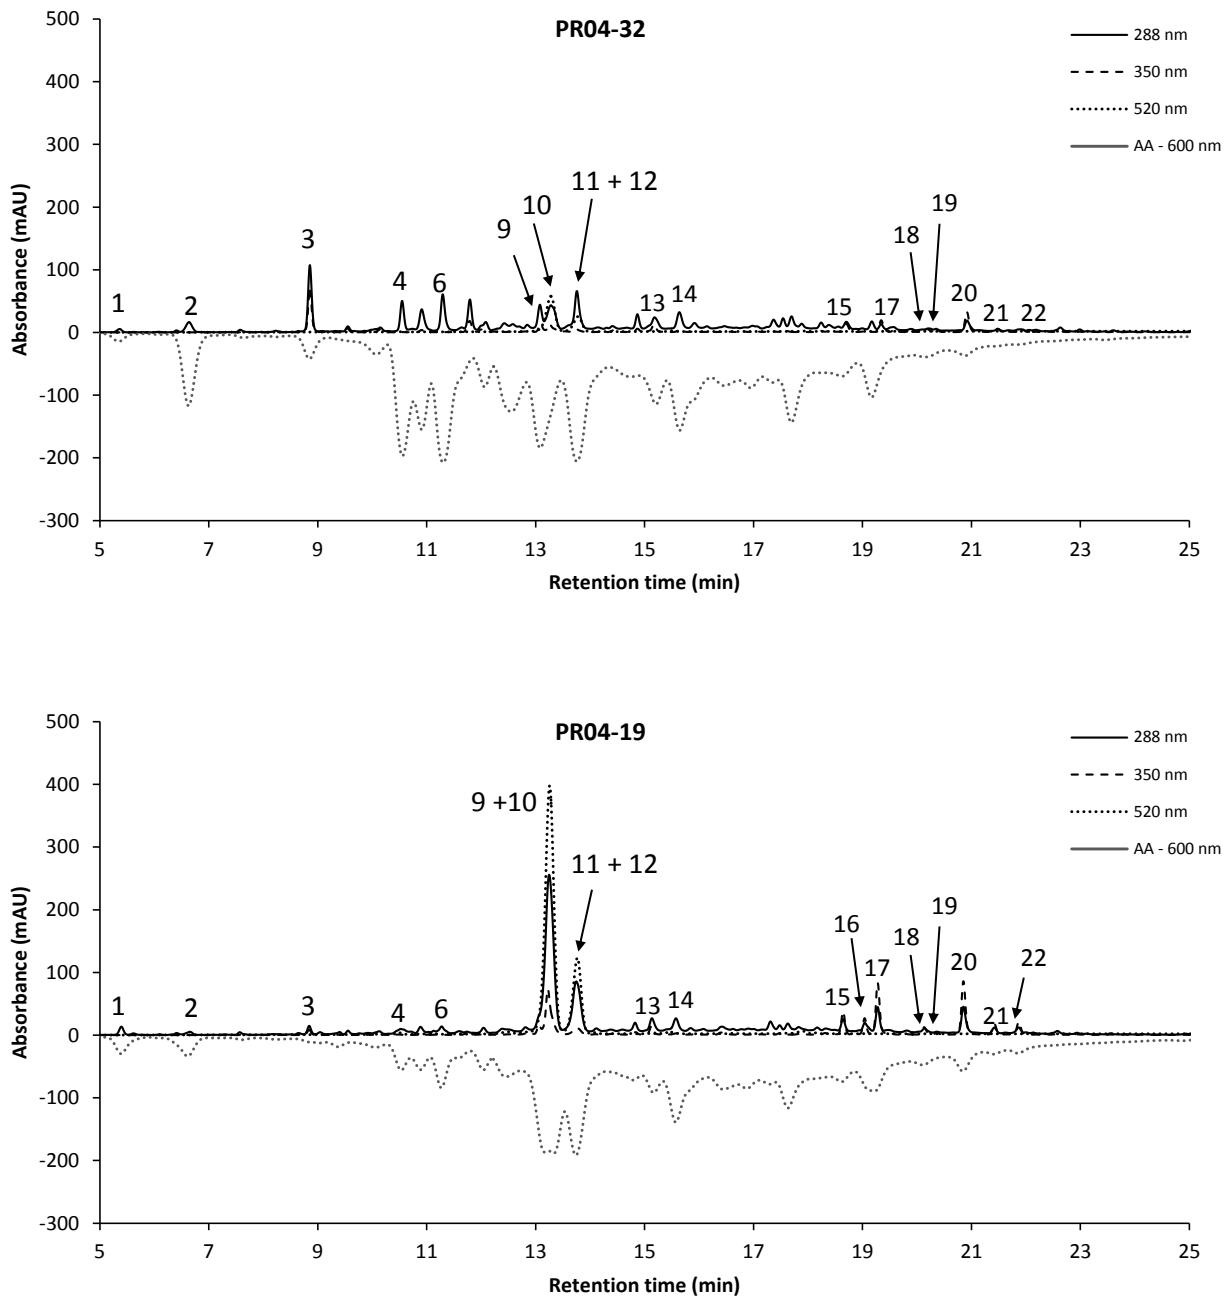 PR04-32
500
400
300
200
100
0
-100
-200
-300
Absorbance (mAU)
5 7 9 11 13 15 17 19 21 23 25
Retention time (min)
288 nm
350 nm
520 nm
AA - 600 nm
1 2 3 4 6 9 10 11 + 12 13 14 15 17 18 19 20 21 22
PR04-19
500
400
300
200
100
0
-100
-200
-300
Absorbance (mAU)
5 7 9 11 13 15 17 19 21 23 25
Retention time (min)
288 nm
350 nm
520 nm
AA - 600 nm
1 2 3 4 6 9 +10 11 + 12 13 14 15 16 17 18 19 20 21 22